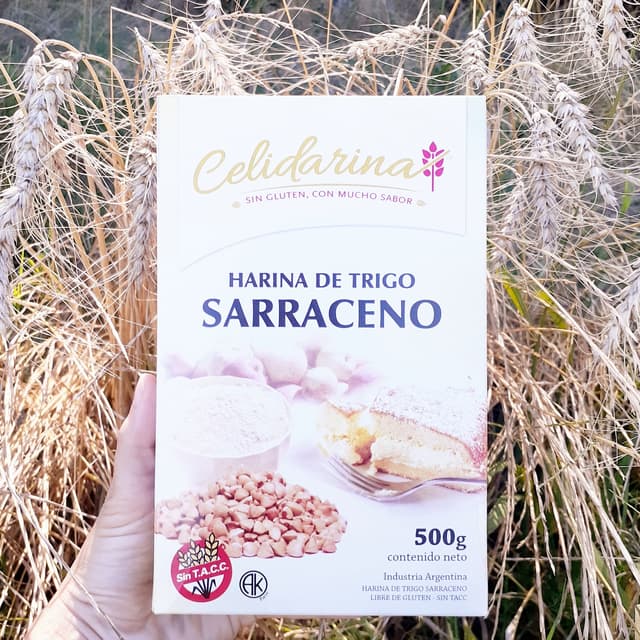 Celidarina
SIN GLUTEN, CON MUCHO SABOR
HARINA DE TRIGO
SARRACENO
500g
contenido neto
Industria Argentina
HARINA DE TRIGO SARRACENO
LIBRE DE GLUTEN - SIN TACC
Sin T.A.C.C.
AK